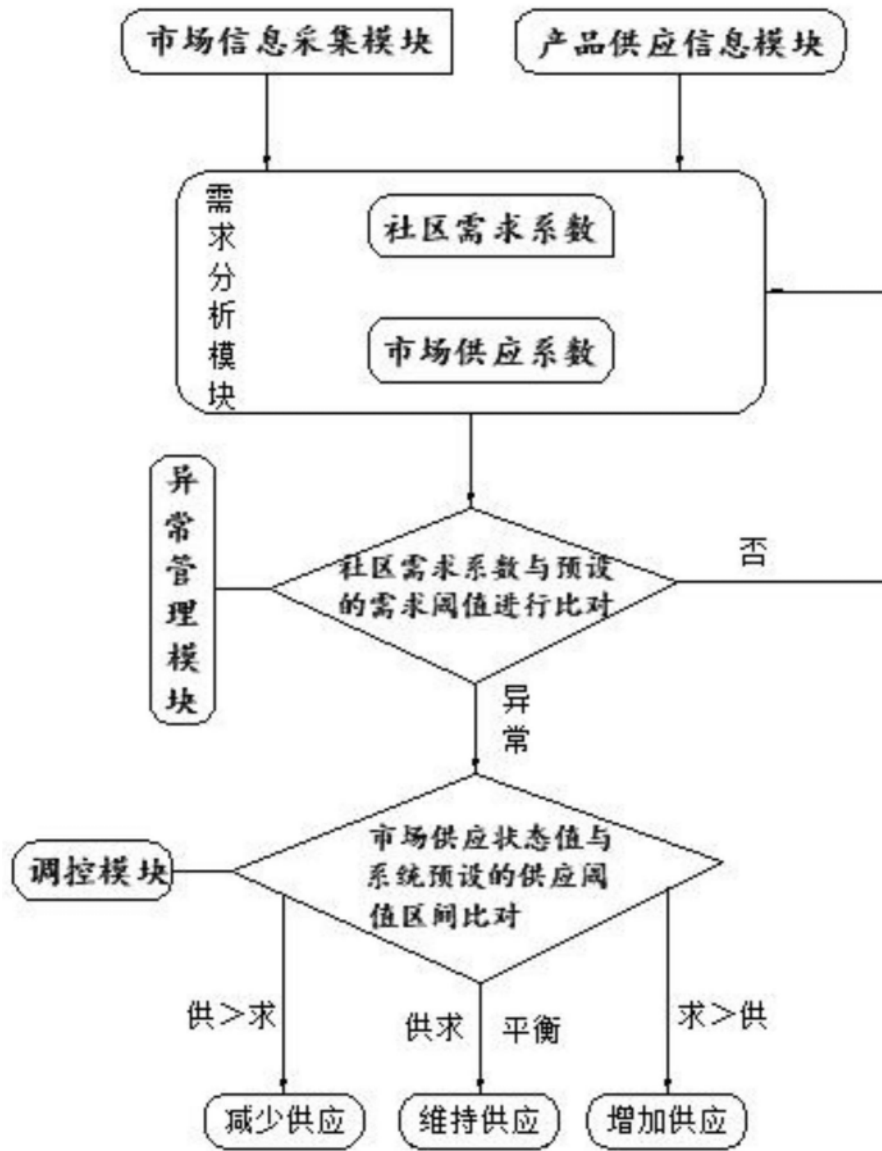 市场信息采集模块
产品供应信息模块
需求分析模块
社区需求系数
市场供应系数
异常管理模块
社区需求系数与预设
的需求阈值进行比对
否
异常
市场供应状态值与
系统预设的供应阈
值区间比对
调控模块
供>求
供求 平衡
求>供
减少供应
维持供应
增加供应